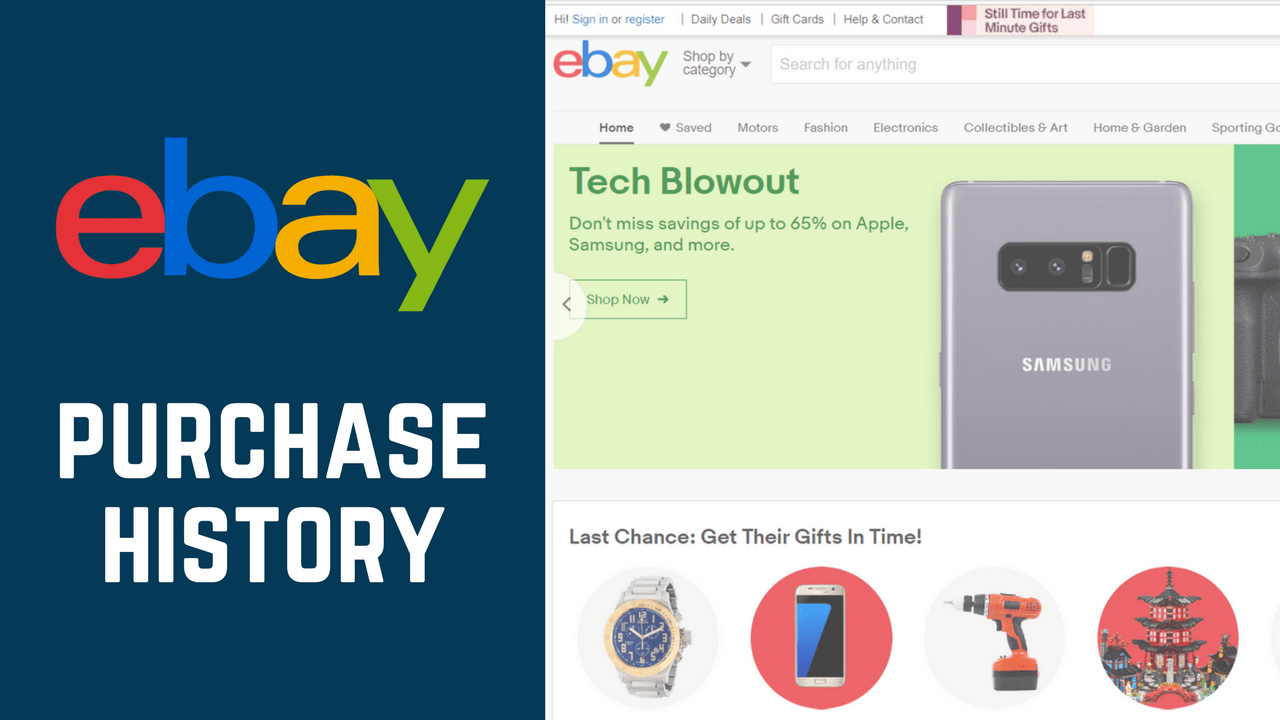 ebay
PURCHASE
HISTORY
Hi! Sign in or register | Daily Deals | Gift Cards | Help & Contact
Still Time for Last
Minute Gifts
ebay
Shop by
category
Search for anything
Home Saved Motors Fashion Electronics Collectibles & Art Home & Garden Sporting Go
Tech Blowout
Don't miss savings of up to 65% on Apple,
Samsung, and more.
Shop Now →
SAMSUNG
Last Chance: Get Their Gifts In Time!